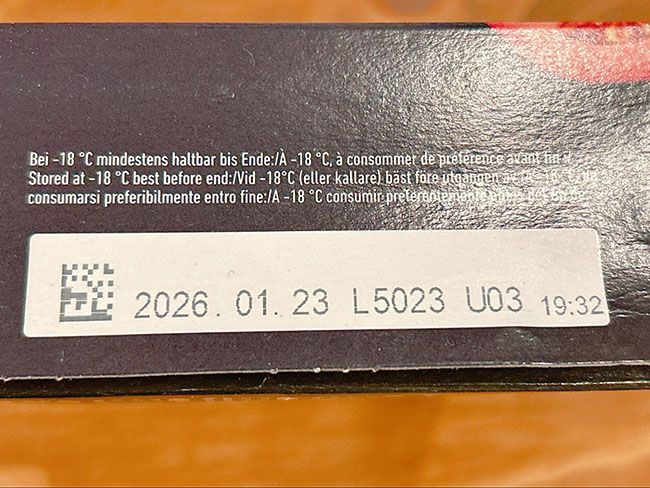 Bei -18 °C mindestens haltbar bis Ende:/À -18 °C, à consommer de préférence avant fin
Stored at -18 °C best before end:/Vid -18°C (eller kallare) bäst före utgången av
consumarsi preferibilmente entro fine:/A -18 °C consumir preferentemente
2026.01.23 L5023 U03 19:32